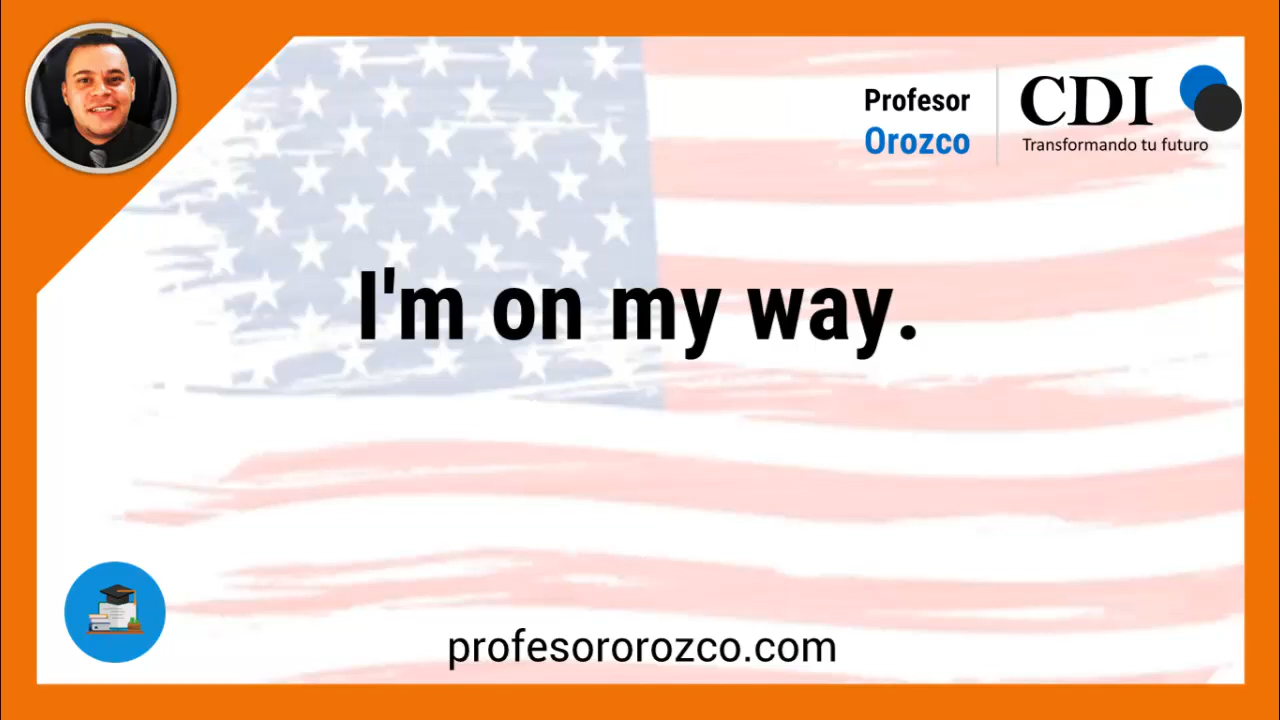 Profesor
Orozco
CDI
Transformando tu futuro
I'm on my way.
profesororozco.com